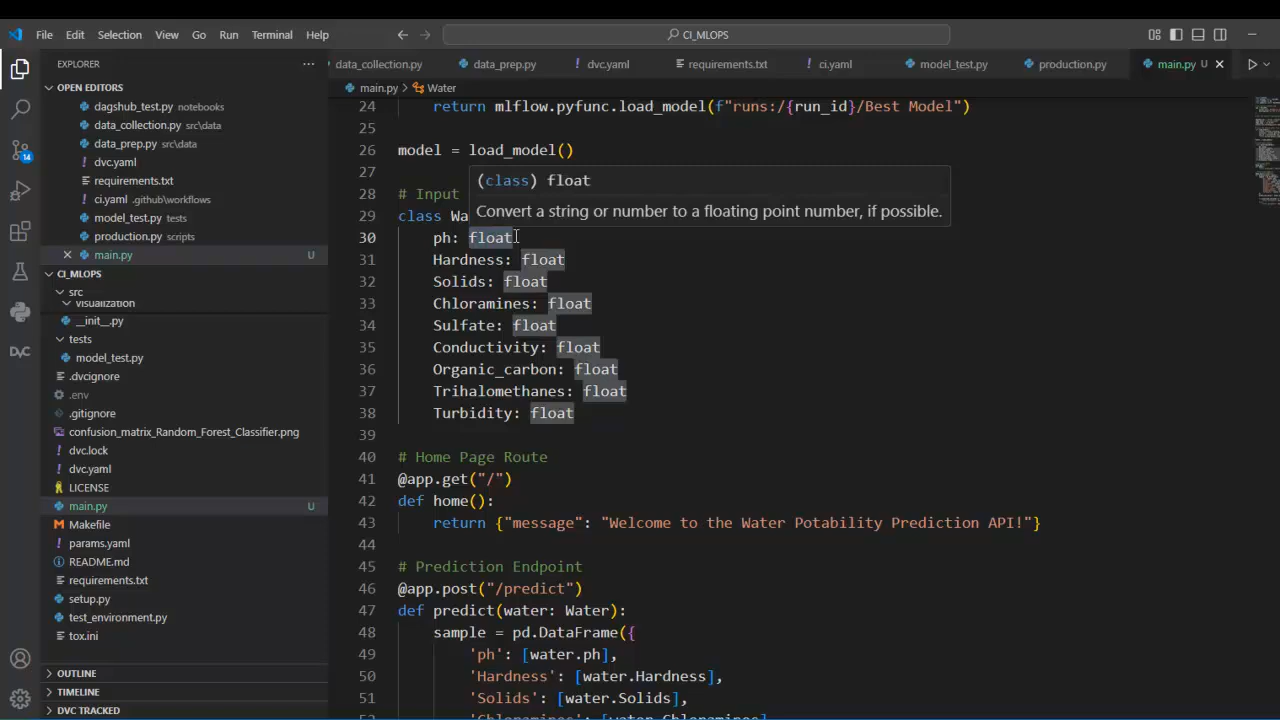 File Edit Selection View Go Run Terminal Help
CI_MLOPS
EXPLORER
data_collection.py
data_prep.py
! dvc.yaml
requirements.txt
! ci.yaml
model_test.py
production.py
main.py U
OPEN EDITORS
dagshub_test.py notebooks
data_collection.py src\data
data_prep.py src\data
! dvc.yaml
requirements.txt
! ci.yaml .github\workflows
model_test.py tests
production.py scripts
main.py U
CI_MLOPS
src
visualization
__init__.py
tests
model_test.py
.dvcignore
.env
.gitignore
confusion_matrix_Random_Forest_Classifier.png
dvc.lock
! dvc.yaml
LICENSE
main.py U
Makefile
! params.yaml
README.md
requirements.txt
setup.py
test_environment.py
tox.ini
OUTLINE
TIMELINE
DVC TRACKED
14
DVC
main.py > Water
24 return mlflow.pyfunc.load_model(f"runs:/{run_id}/Best Model")
25
26 model = load_model()
27
(class) float
Convert a string or number to a floating point number, if possible.
28 # Input
29 class Wa
30 ph: float
31 Hardness: float
32 Solids: float
33 Chloramines: float
34 Sulfate: float
35 Conductivity: float
36 Organic_carbon: float
37 Trihalomethanes: float
38 Turbidity: float
39
40 # Home Page Route
41 @app.get("/")
42 def home():
43 return {"message": "Welcome to the Water Potability Prediction API!"}
44
45 # Prediction Endpoint
46 @app.post("/predict")
47 def predict(water: Water):
48 sample = pd.DataFrame({
49 'ph': [water.ph],
50 'Hardness': [water.Hardness],
51 'Solids': [water.Solids],
52 'Chloramines': [water.Chloramines],